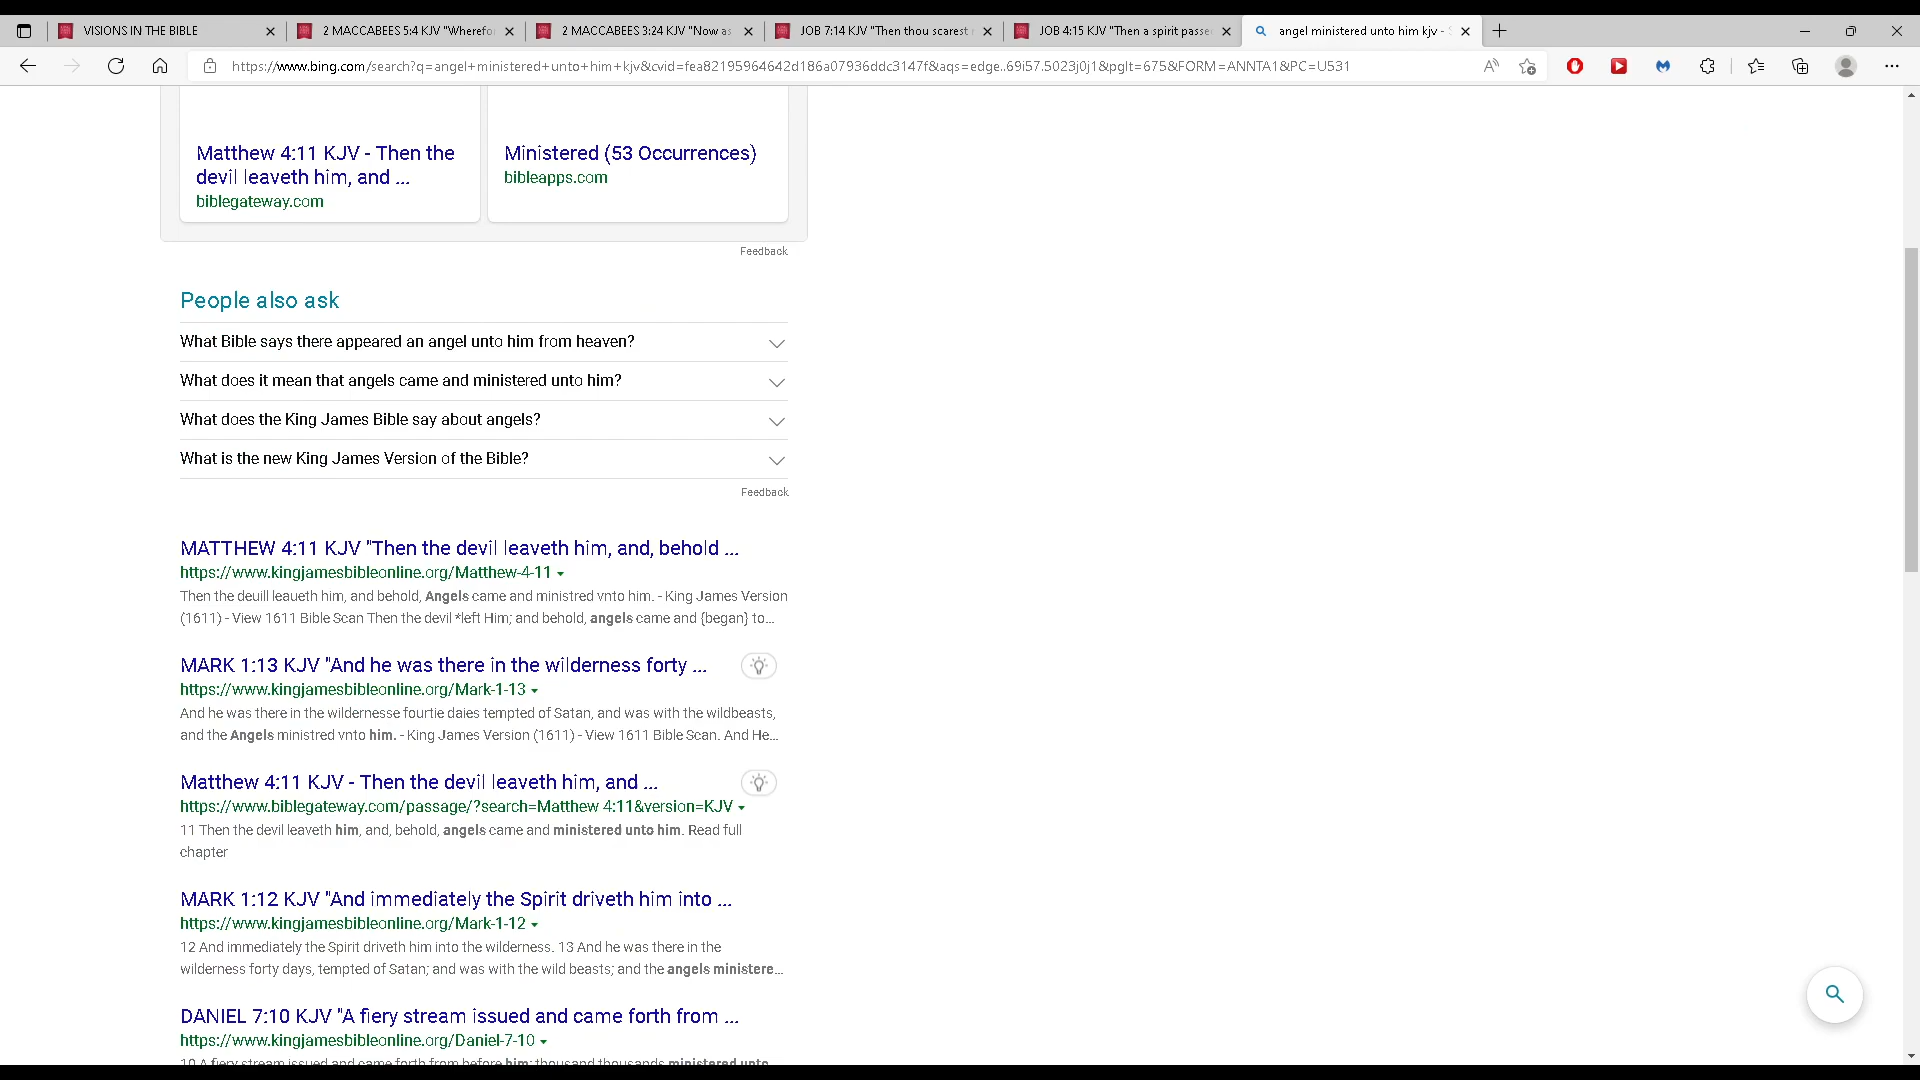 VISIONS IN THE BIBLE
2 MACCABEES 5:4 KJV "Wherefo
2 MACCABEES 3:24 KJV "Now as
JOB 7:14 KJV "Then thou scarest
JOB 4:15 KJV "Then a spirit passe
angel ministered unto him kjv -
https://www.bing.com/search?q=angel+ministered+unto+him+kjv&cvid=fea82195964642d186a07936ddc3147f&aqs=edge..69i57.5023j0j1&pglt=675&FORM=ANNTA1&PC=U531
Matthew 4:11 KJV - Then the
devil leaveth him, and ...
biblegateway.com
Ministered (53 Occurrences)
bibleapps.com
Feedback
People also ask
What Bible says there appeared an angel unto him from heaven?
What does it mean that angels came and ministered unto him?
What does the King James Bible say about angels?
What is the new King James Version of the Bible?
Feedback
MATTHEW 4:11 KJV "Then the devil leaveth him, and, behold ...
https://www.kingjamesbibleonline.org/Matthew-4-11
Then the deuill leaueth him, and behold, Angels came and ministred vnto him. - King James Version
(1611) - View 1611 Bible Scan Then the devil *left Him; and behold, angels came and {began} to...
MARK 1:13 KJV "And he was there in the wilderness forty ...
https://www.kingjamesbibleonline.org/Mark-1-13
And he was there in the wildernesse fourtie daies tempted of Satan, and was with the wildbeasts,
and the Angels ministred vnto him. - King James Version (1611) - View 1611 Bible Scan. And He...
Matthew 4:11 KJV - Then the devil leaveth him, and ...
https://www.biblegateway.com/passage/?search=Matthew 4:11&version=KJV
11 Then the devil leaveth him, and, behold, angels came and ministered unto him. Read full
chapter
MARK 1:12 KJV "And immediately the Spirit driveth him into ...
https://www.kingjamesbibleonline.org/Mark-1-12
12 And immediately the Spirit driveth him into the wilderness. 13 And he was there in the
wilderness forty days, tempted of Satan; and was with the wild beasts; and the angels ministere...
DANIEL 7:10 KJV "A fiery stream issued and came forth from ...
https://www.kingjamesbibleonline.org/Daniel-7-10
10 A fiery stream issued and came forth from before him: thousand thousands ministered unto